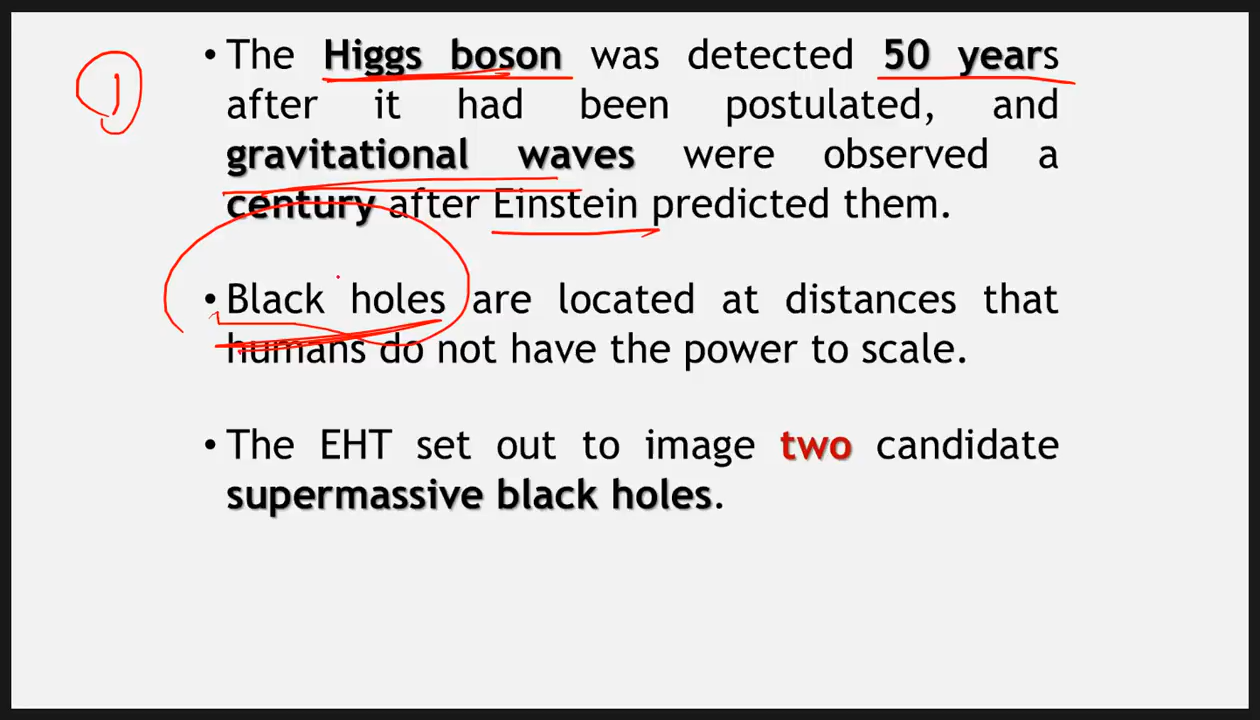 1
• The Higgs boson was detected 50 years
after it had been postulated, and
gravitational waves were observed a
century after Einstein predicted them.
• Black holes are located at distances that
humans do not have the power to scale.
• The EHT set out to image two candidate
supermassive black holes.